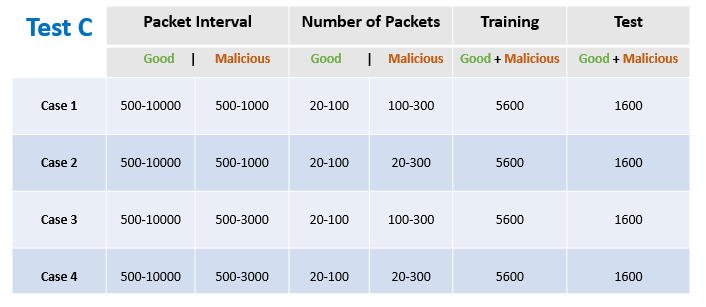 Test C Packet Interval Number of Packets Training Test
Good | Malicious Good | Malicious Good + Malicious Good + Malicious
Case 1 500-10000 500-1000 20-100 100-300 5600 1600
Case 2 500-10000 500-1000 20-100 20-300 5600 1600
Case 3 500-10000 500-3000 20-100 100-300 5600 1600
Case 4 500-10000 500-3000 20-100 20-300 5600 1600